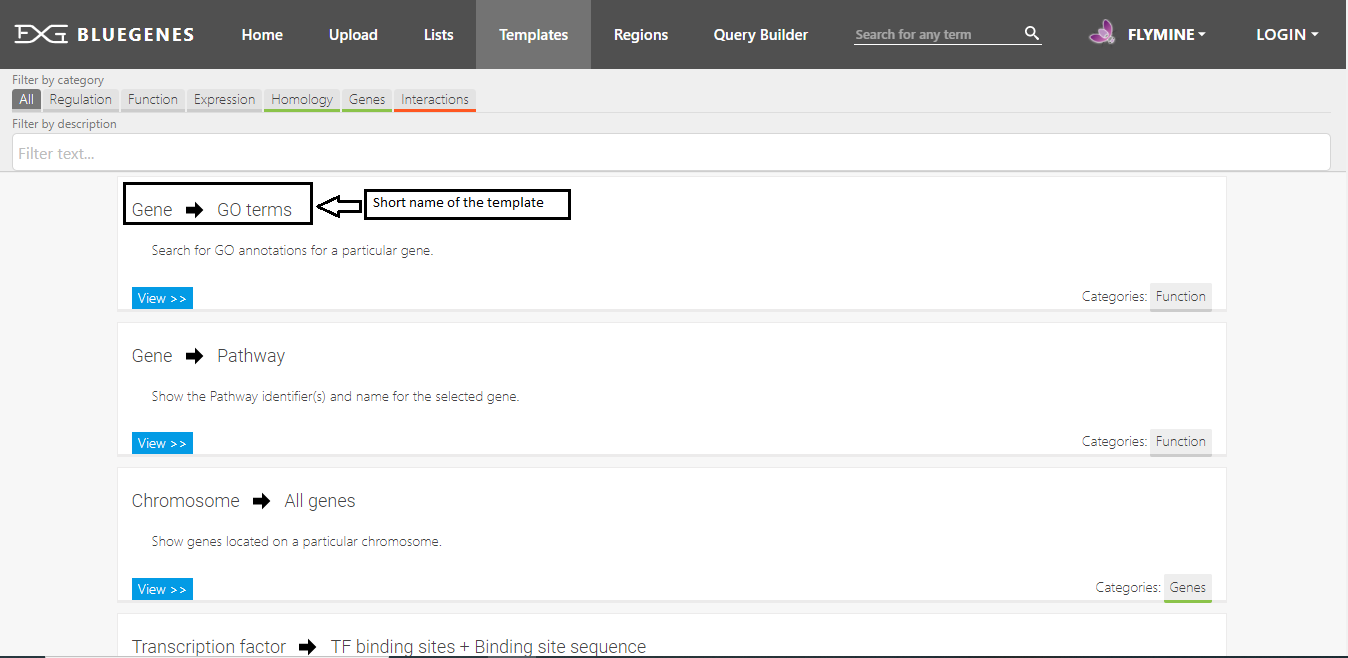 BLUEGENES Home Upload Lists Templates Regions Query Builder Search for any term FLYMINE LOGIN
Filter by category
All Regulation Function Expression Homology Genes Interactions
Filter by description
Filter text...
Gene GO terms Short name of the template
Search for GO annotations for a particular gene.
View >> Categories: Function
Gene Pathway
Show the Pathway identifier(s) and name for the selected gene.
View >> Categories: Function
Chromosome All genes
Show genes located on a particular chromosome.
View >> Categories: Genes
Transcription factor TF binding sites + Binding site sequence